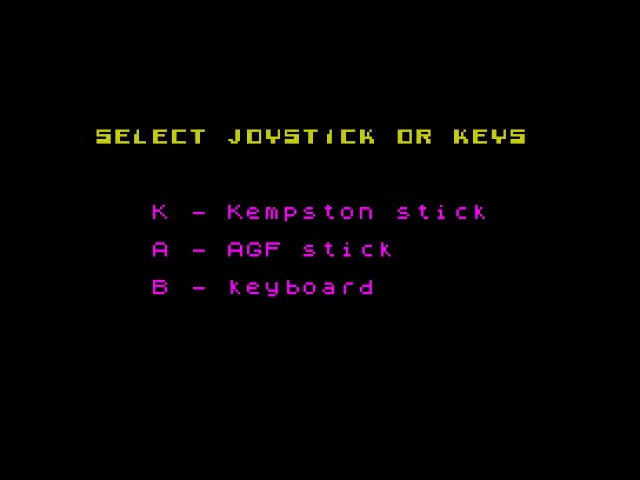 SELECT JOYSTICK OR KEYS
K - Kempston stick
A - AGF stick
B - keyboard